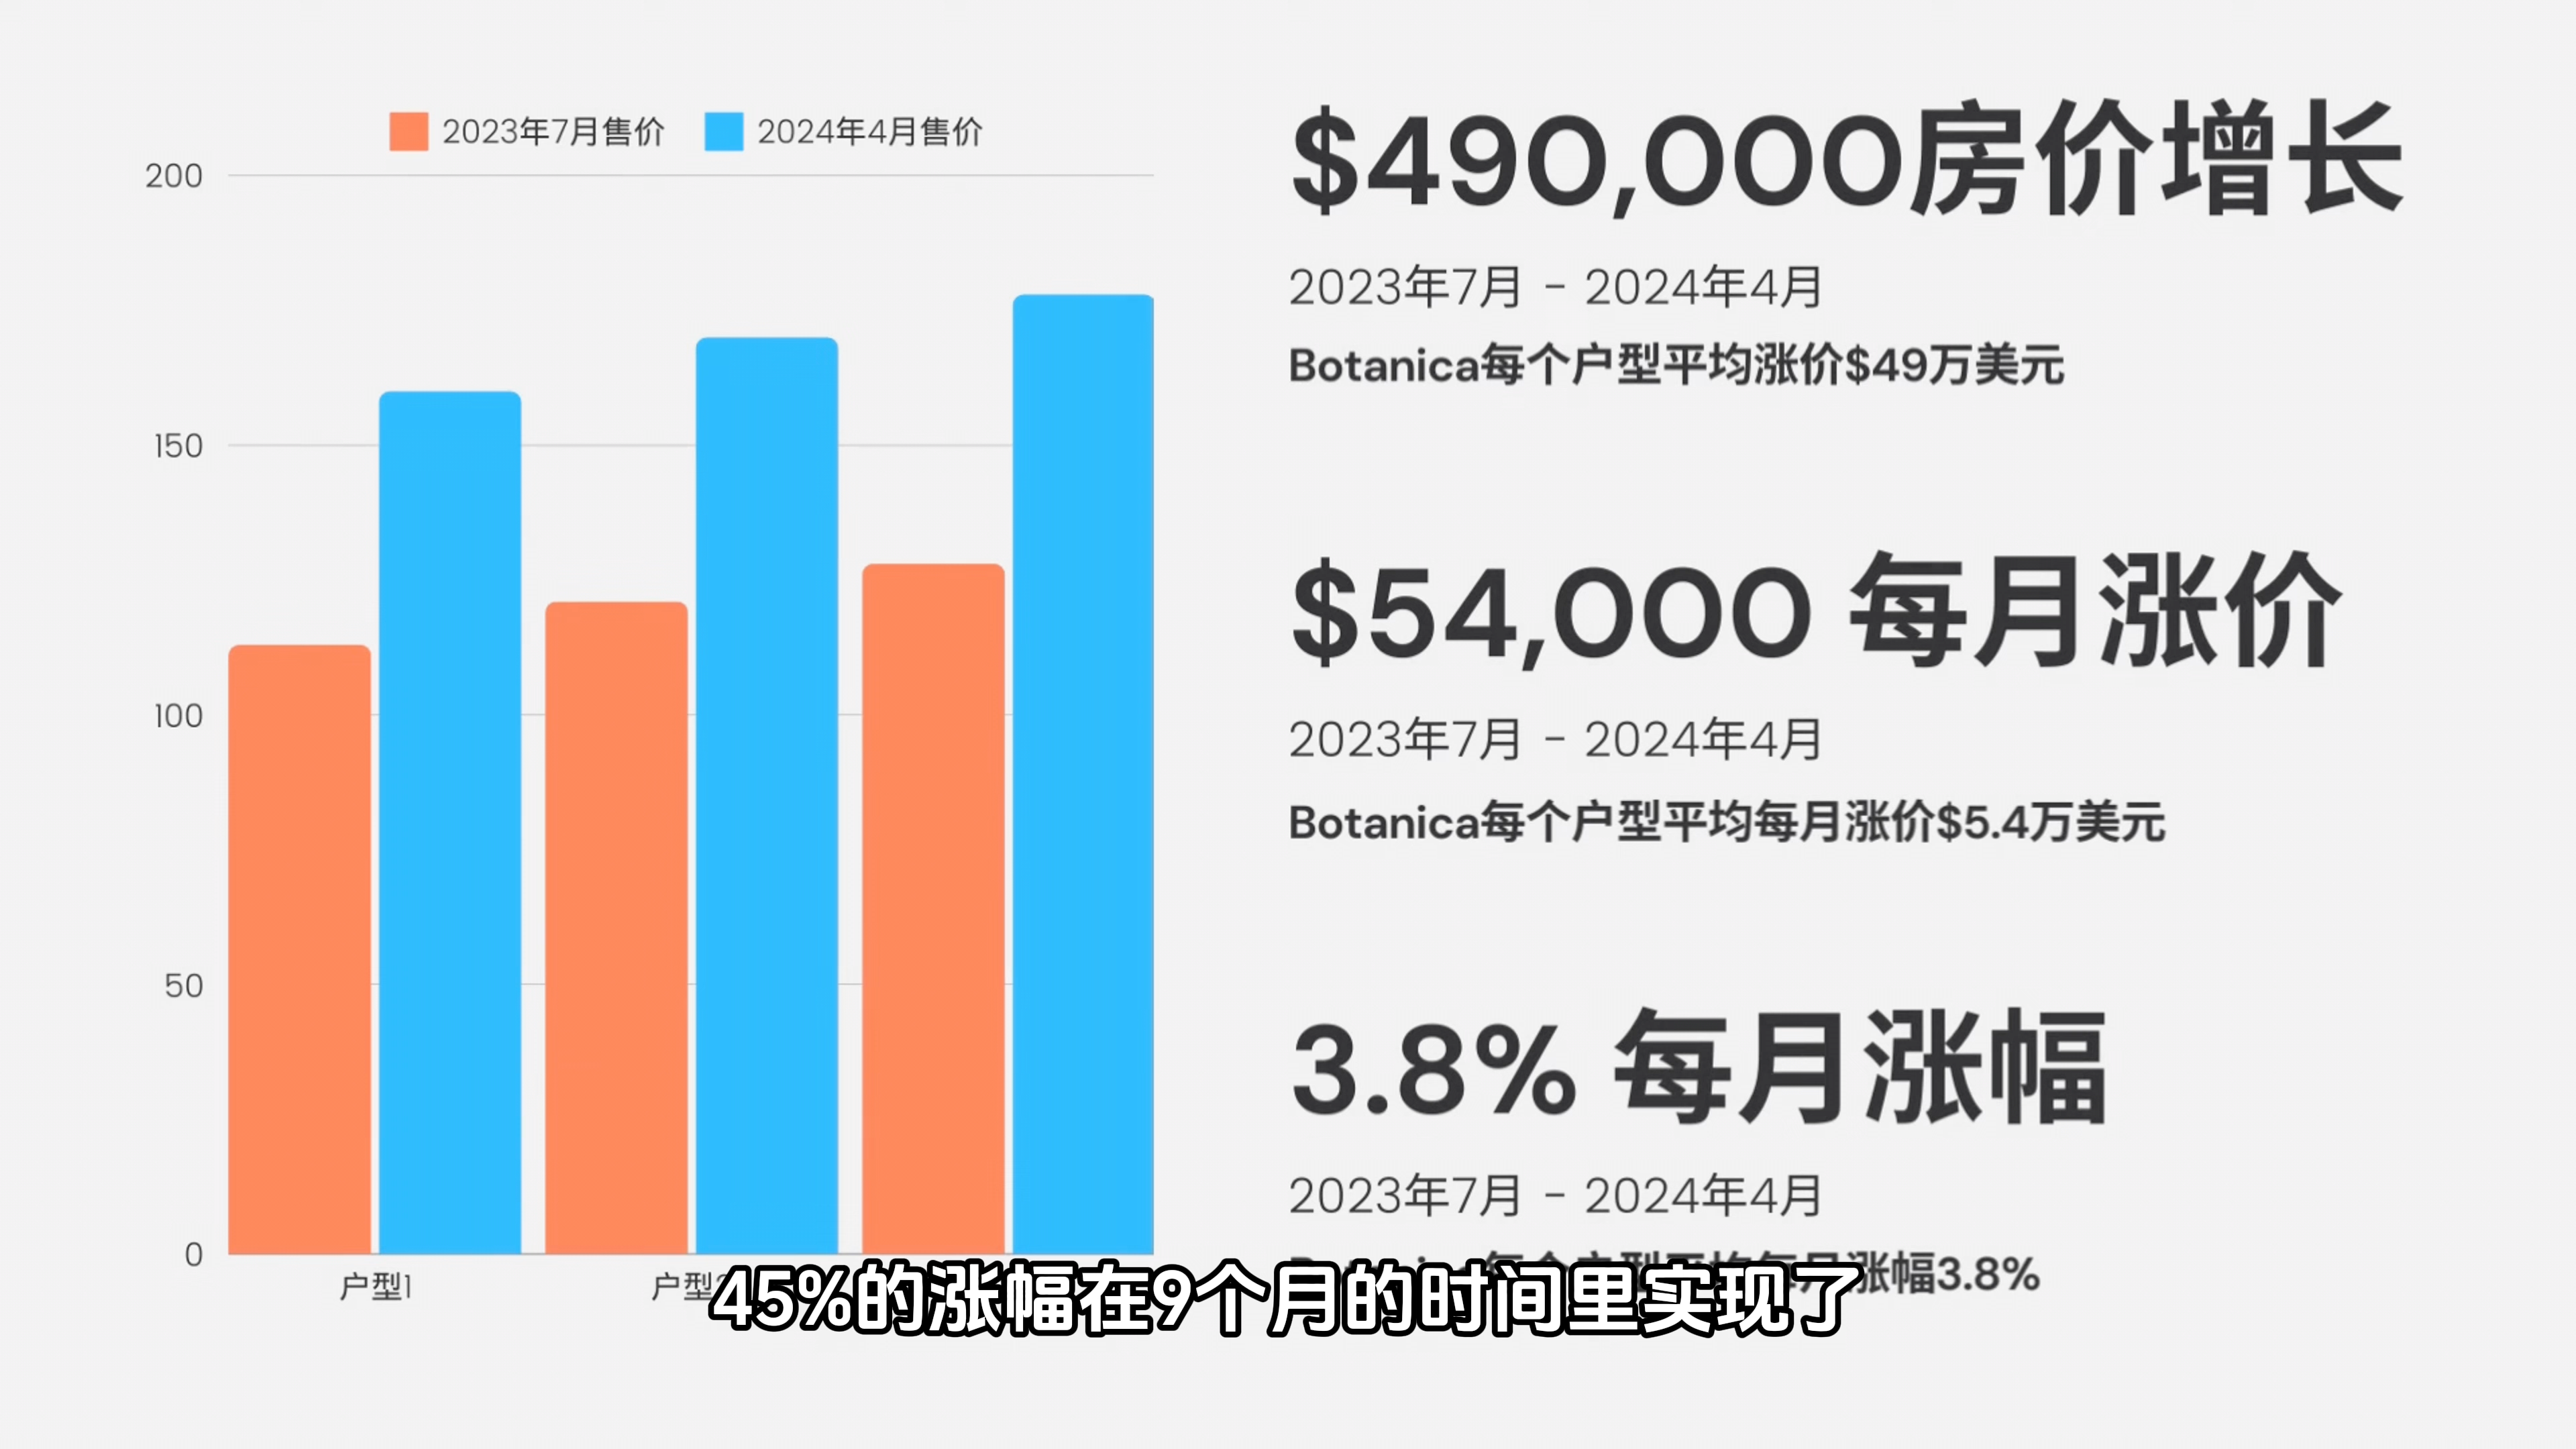 2023年7月售价 2024年4月售价
200
150
100
50
0
户型1
户型
$490,000房价增长
2023年7月 - 2024年4月
Botanica每个户型平均涨价$49万美元
$54,000 每月涨价
2023年7月 - 2024年4月
Botanica每个户型平均每月涨价$5.4万美元
3.8% 每月涨幅
2023年7月 - 2024年4月
涨幅3.8%
45%的涨幅在9个月的时间里实现了